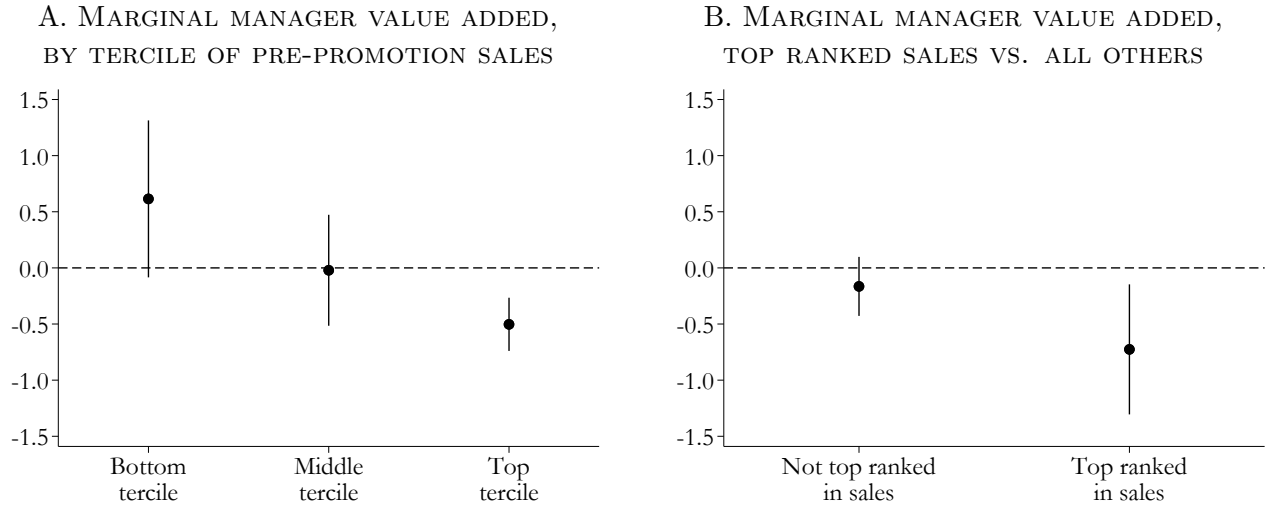 A. Marginal manager value added,
by tercile of pre-promotion sales
1.5
1.0
0.5
0.0
-0.5
-1.0
-1.5
Bottom
tercile
Middle
tercile
Top
tercile
B. Marginal manager value added,
top ranked sales vs. all others
1.5
1.0
0.5
0.0
-0.5
-1.0
-1.5
Not top ranked
in sales
Top ranked
in sales